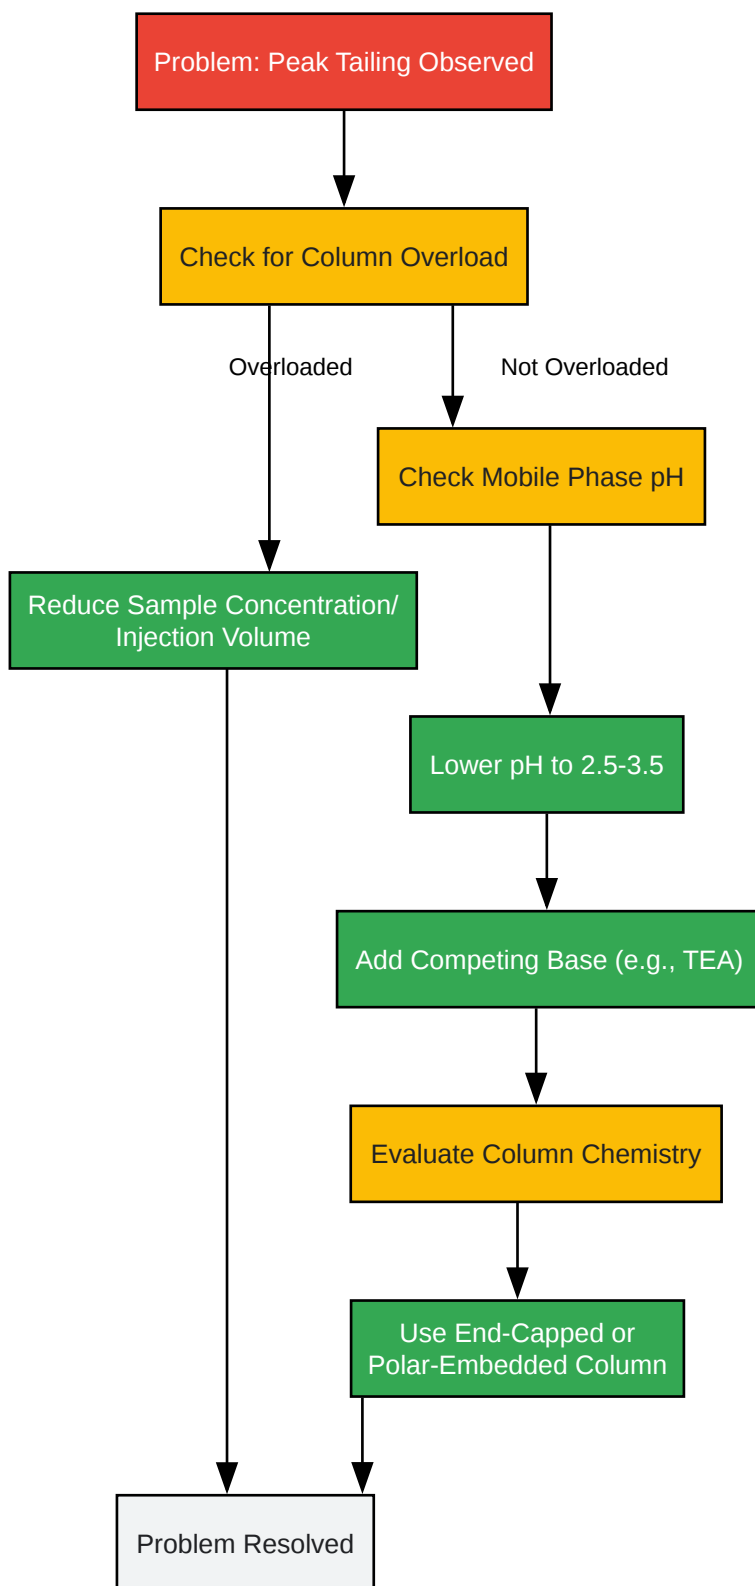 Problem: Peak Tailing Observed
Check for Column Overload
Overloaded
Not Overloaded
Check Mobile Phase pH
Reduce Sample Concentration/
Injection Volume
Lower pH to 2.5-3.5
Add Competing Base (e.g., TEA)
Evaluate Column Chemistry
Use End-Capped or
Polar-Embedded Column
Problem Resolved